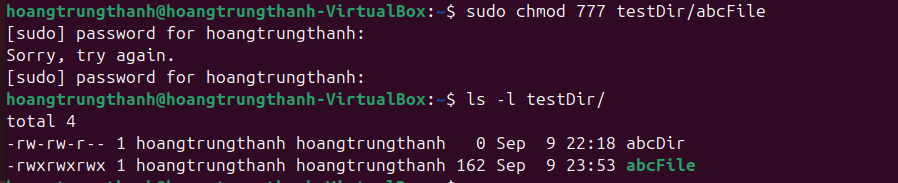 hoangtrungthanh@hoangtrungthanh-VirtualBox:~$ sudo chmod 777 testDir/abcFile
[sudo] password for hoangtrungthanh:
Sorry, try again.
[sudo] password for hoangtrungthanh:
hoangtrungthanh@hoangtrungthanh-VirtualBox:~$ ls -l testDir/
total 4
-rw-rw-r-- 1 hoangtrungthanh hoangtrungthanh   0 Sep  9 22:18 abcDir
-rwxrwxrwx 1 hoangtrungthanh hoangtrungthanh 162 Sep  9 23:53 abcFile